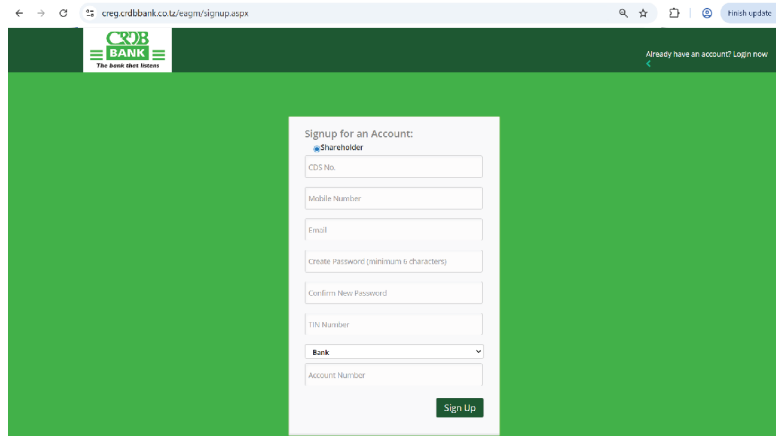 creg.crdbbank.co.tz/eagm/signup.aspx
Finish update
CRDB
BANK
The bank that listens
Already have an account? Login now
Signup for an Account:
Shareholder
CDS No.
Mobile Number
Email
Create Password (minimum 6 characters)
Confirm New Password
TIN Number
Bank
Account Number
Sign Up